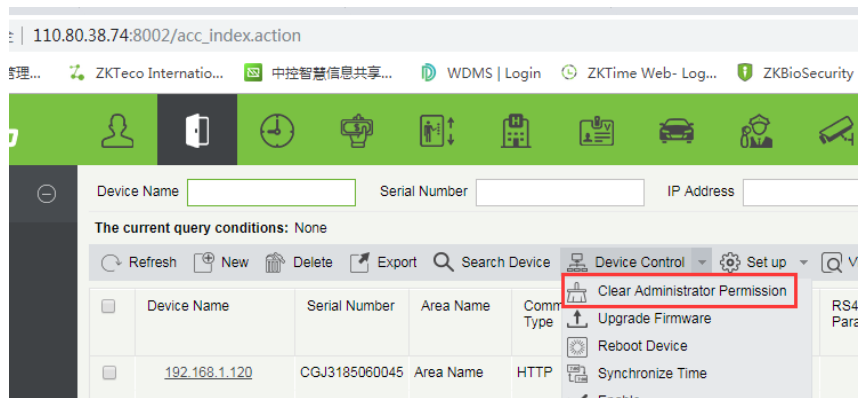 110.80.38.74:8002/acc_index.action
管理... ZKTeco Internatio... 中控智慧信息共享... WDMS | Login ZKTime Web- Log... ZKBioSecurity
Device Name Serial Number IP Address
The current query conditions: None
Refresh New Delete Export Search Device Device Control Set up V
Clear Administrator Permission
Device Name Serial Number Area Name Comm Type RS4 Para
Upgrade Firmware
Reboot Device
192.168.1.120 CGJ3185060045 Area Name HTTP Synchronize Time
Enable